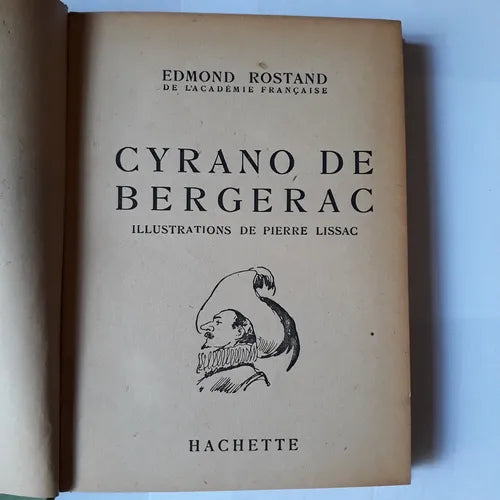 EDMOND ROSTAND
DE L'ACADÉMIE FRANÇAISE
CYRANO DE
BERGERAC
ILLUSTRATIONS DE PIERRE LISSAC
HACHETTE